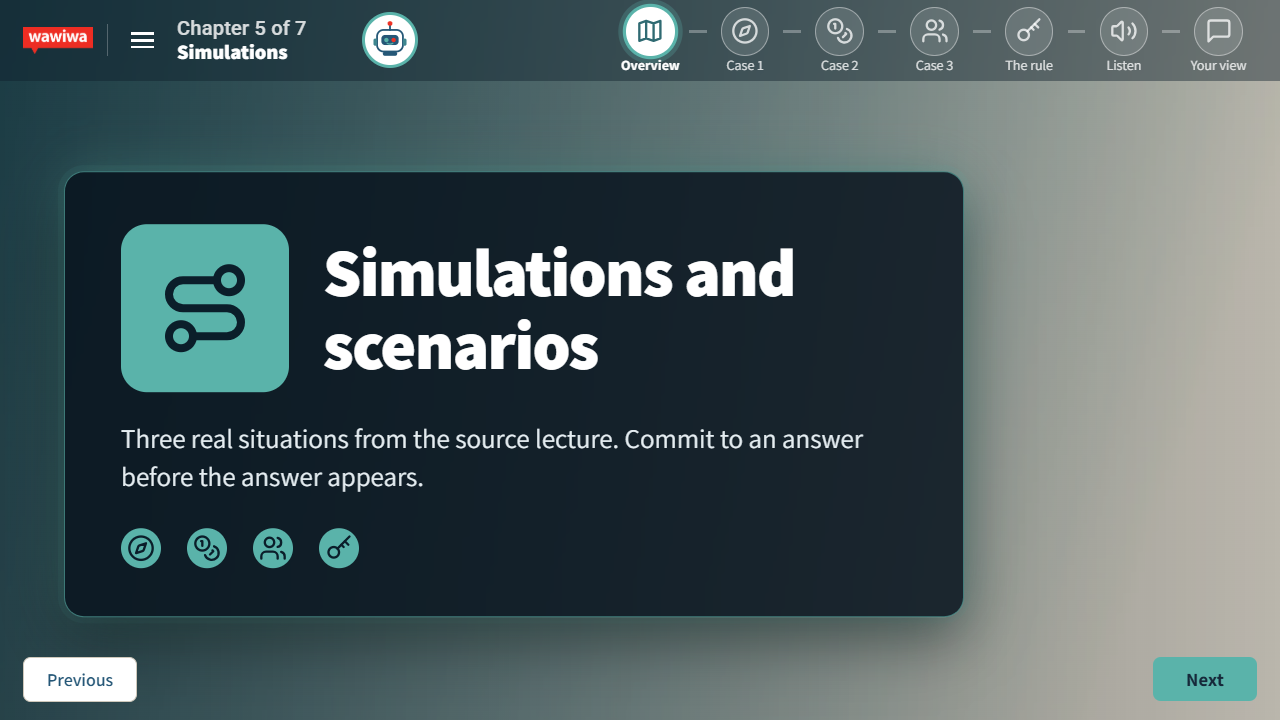 wawiwa
Chapter 5 of 7
Simulations
Overview
Case 1
Case 2
Case 3
The rule
Listen
Your view
Simulations and
scenarios
Three real situations from the source lecture. Commit to an answer
before the answer appears.
Previous
Next